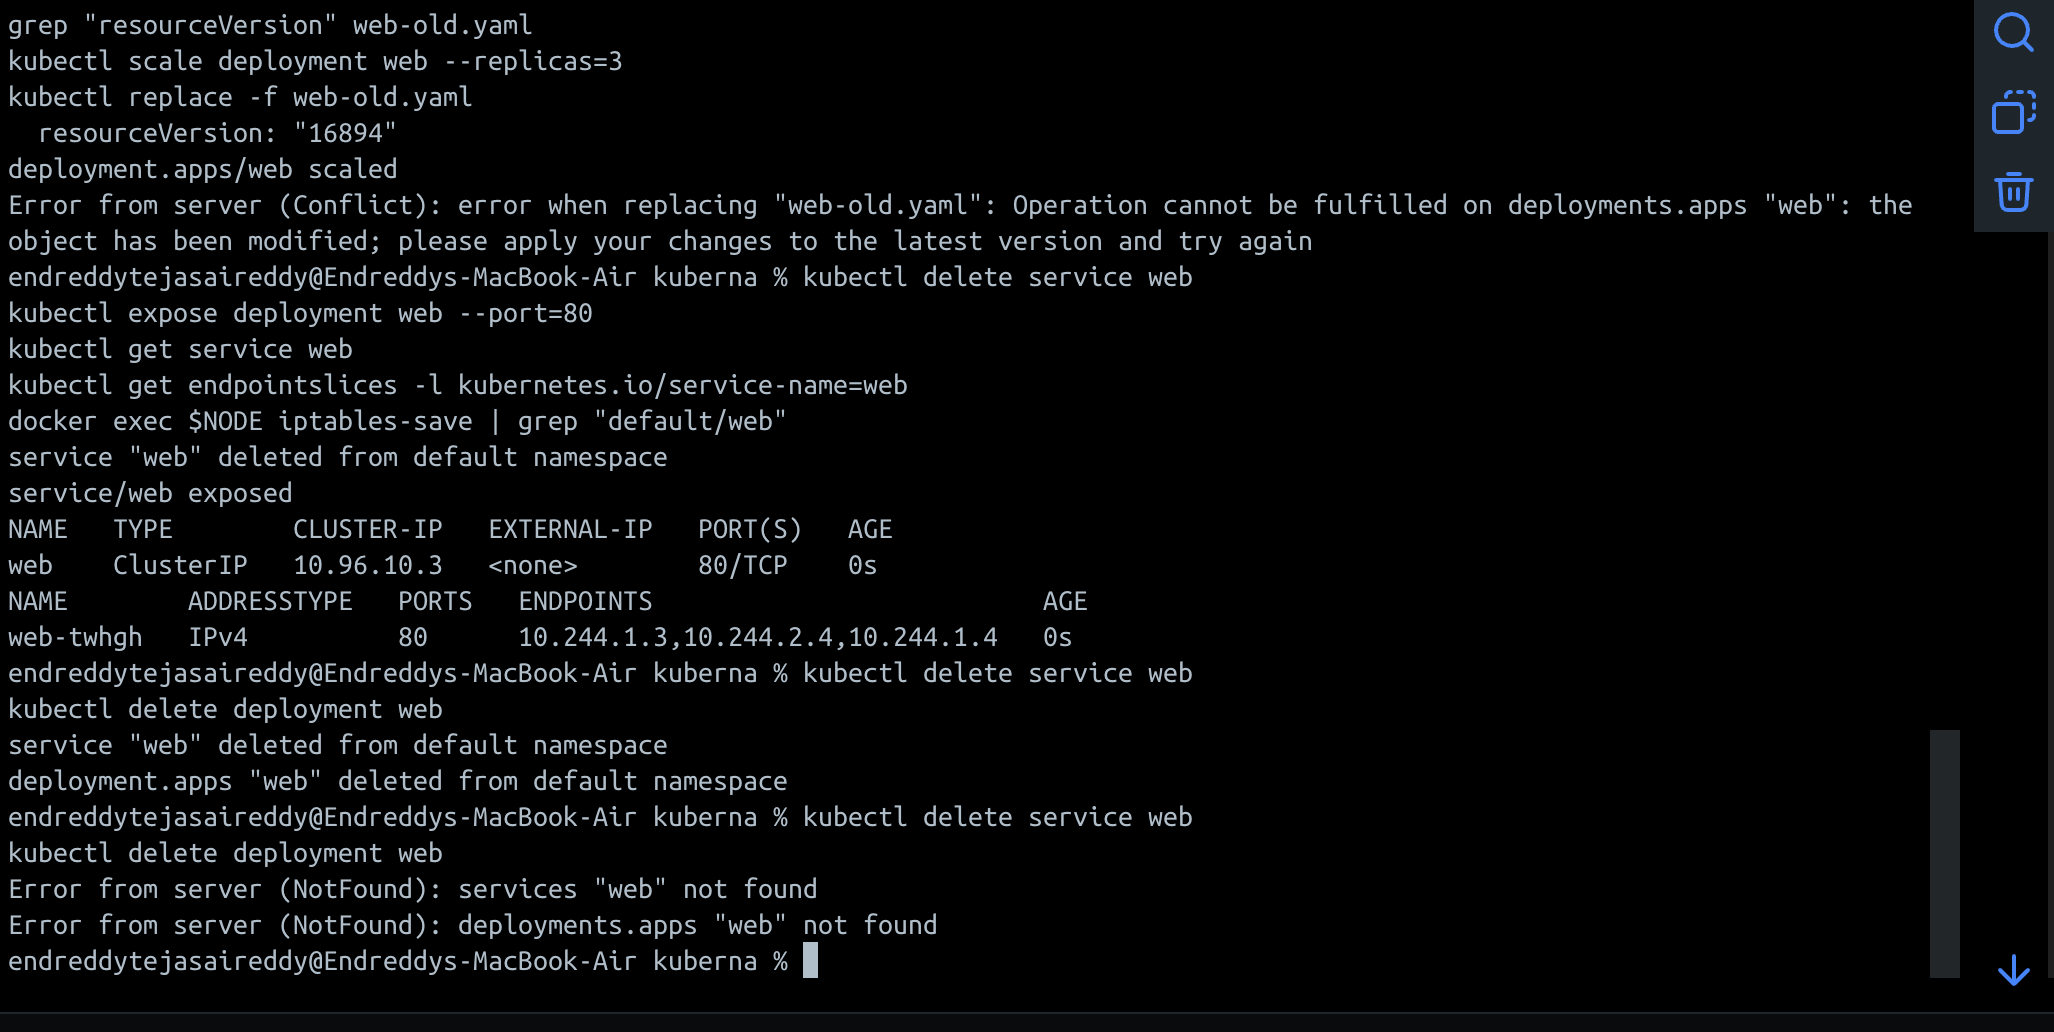 grep "resourceVersion" web-old.yaml
kubectl scale deployment web --replicas=3
kubectl replace -f web-old.yaml
  resourceVersion: "16894"
deployment.apps/web scaled
Error from server (Conflict): error when replacing "web-old.yaml": Operation cannot be fulfilled on deployments.apps "web": the
object has been modified; please apply your changes to the latest version and try again
endreddytejasaireddy@Endreddys-MacBook-Air kuberna % kubectl delete service web
kubectl expose deployment web --port=80
kubectl get service web
kubectl get endpointslices -l kubernetes.io/service-name=web
docker exec $NODE iptables-save | grep "default/web"
service "web" deleted from default namespace
service/web exposed
NAME   TYPE        CLUSTER-IP   EXTERNAL-IP   PORT(S)   AGE
web    ClusterIP   10.96.10.3   <none>        80/TCP    0s
NAME        ADDRESSTYPE   PORTS   ENDPOINTS                          AGE
web-twhgh   IPv4          80      10.244.1.3,10.244.2.4,10.244.1.4   0s
endreddytejasaireddy@Endreddys-MacBook-Air kuberna % kubectl delete service web
kubectl delete deployment web
service "web" deleted from default namespace
deployment.apps "web" deleted from default namespace
endreddytejasaireddy@Endreddys-MacBook-Air kuberna % kubectl delete service web
kubectl delete deployment web
Error from server (NotFound): services "web" not found
Error from server (NotFound): deployments.apps "web" not found
endreddytejasaireddy@Endreddys-MacBook-Air kuberna %